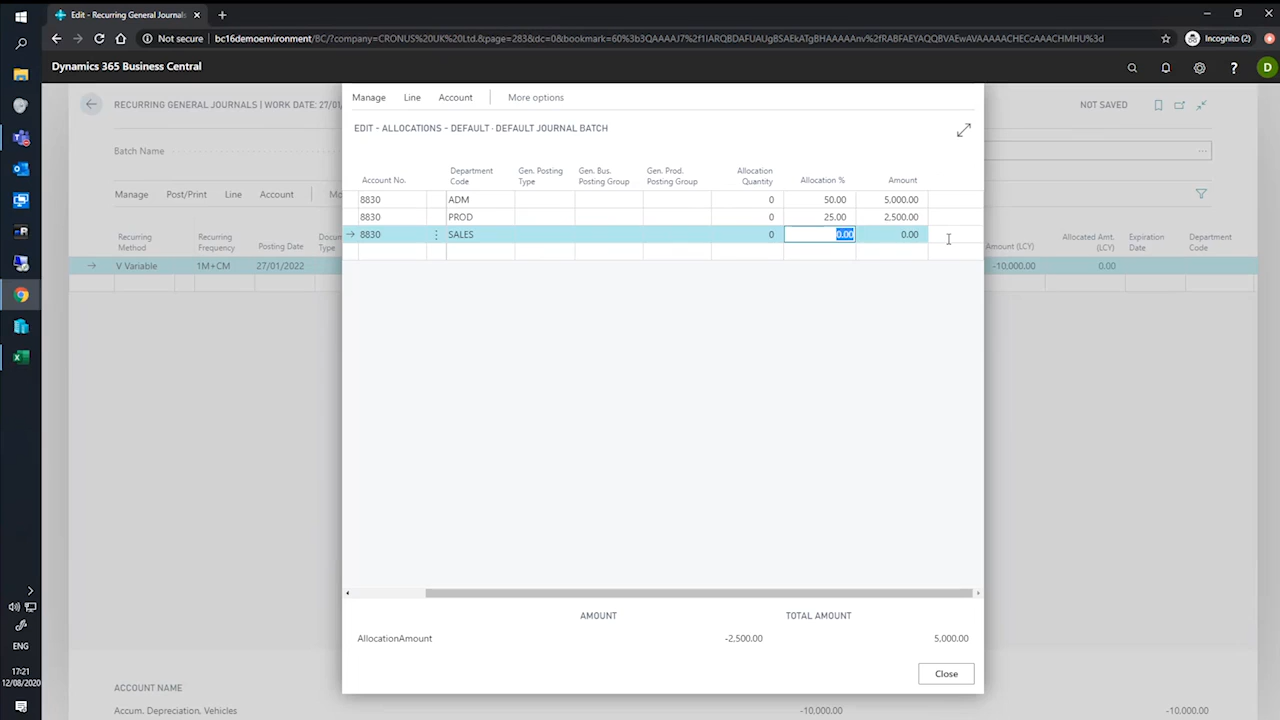 Edit - Recurring General Journals
Not secure
bc16demoenvironment/BC/?company=CRONUS%20UK%20Ltd.&page=283&dc=0&bookmark=60%3b3QAAAAJ7%2f1IARQBDAFUAUgBSAEkATgBHAAAAAnv%2fRABFAEYAQQBVAEwAVAAAAACHECcAAACHMHU%3d
Incognito (2)
Dynamics 365 Business Central
D
RECURRING GENERAL JOURNALS | WORK DATE: 27/01/
NOT SAVED
Batch Name
Manage Post/Print Line Account Mo
Recurring Method
Recurring Frequency
Posting Date
Docum Type
Amount (LCY)
Allocated Amt. (LCY)
Expiration Date
Department Code
V Variable 1M+CM 27/01/2022 -10,000.00 0.00
Manage Line Account More options
EDIT - ALLOCATIONS - DEFAULT · DEFAULT JOURNAL BATCH
Account No.
Department Code
Gen. Posting Type
Gen. Bus. Posting Group
Gen. Prod. Posting Group
Allocation Quantity
Allocation %
Amount
8830 ADM 0 50.00 5,000.00
8830 PROD 0 25.00 2,500.00
8830 SALES 0 0.00 0.00
AMOUNT TOTAL AMOUNT
AllocationAmount -2,500.00 5,000.00
Close
ACCOUNT NAME
Accum. Depreciation, Vehicles -10,000.00 -10,000.00
ENG
17:21
12/08/2020